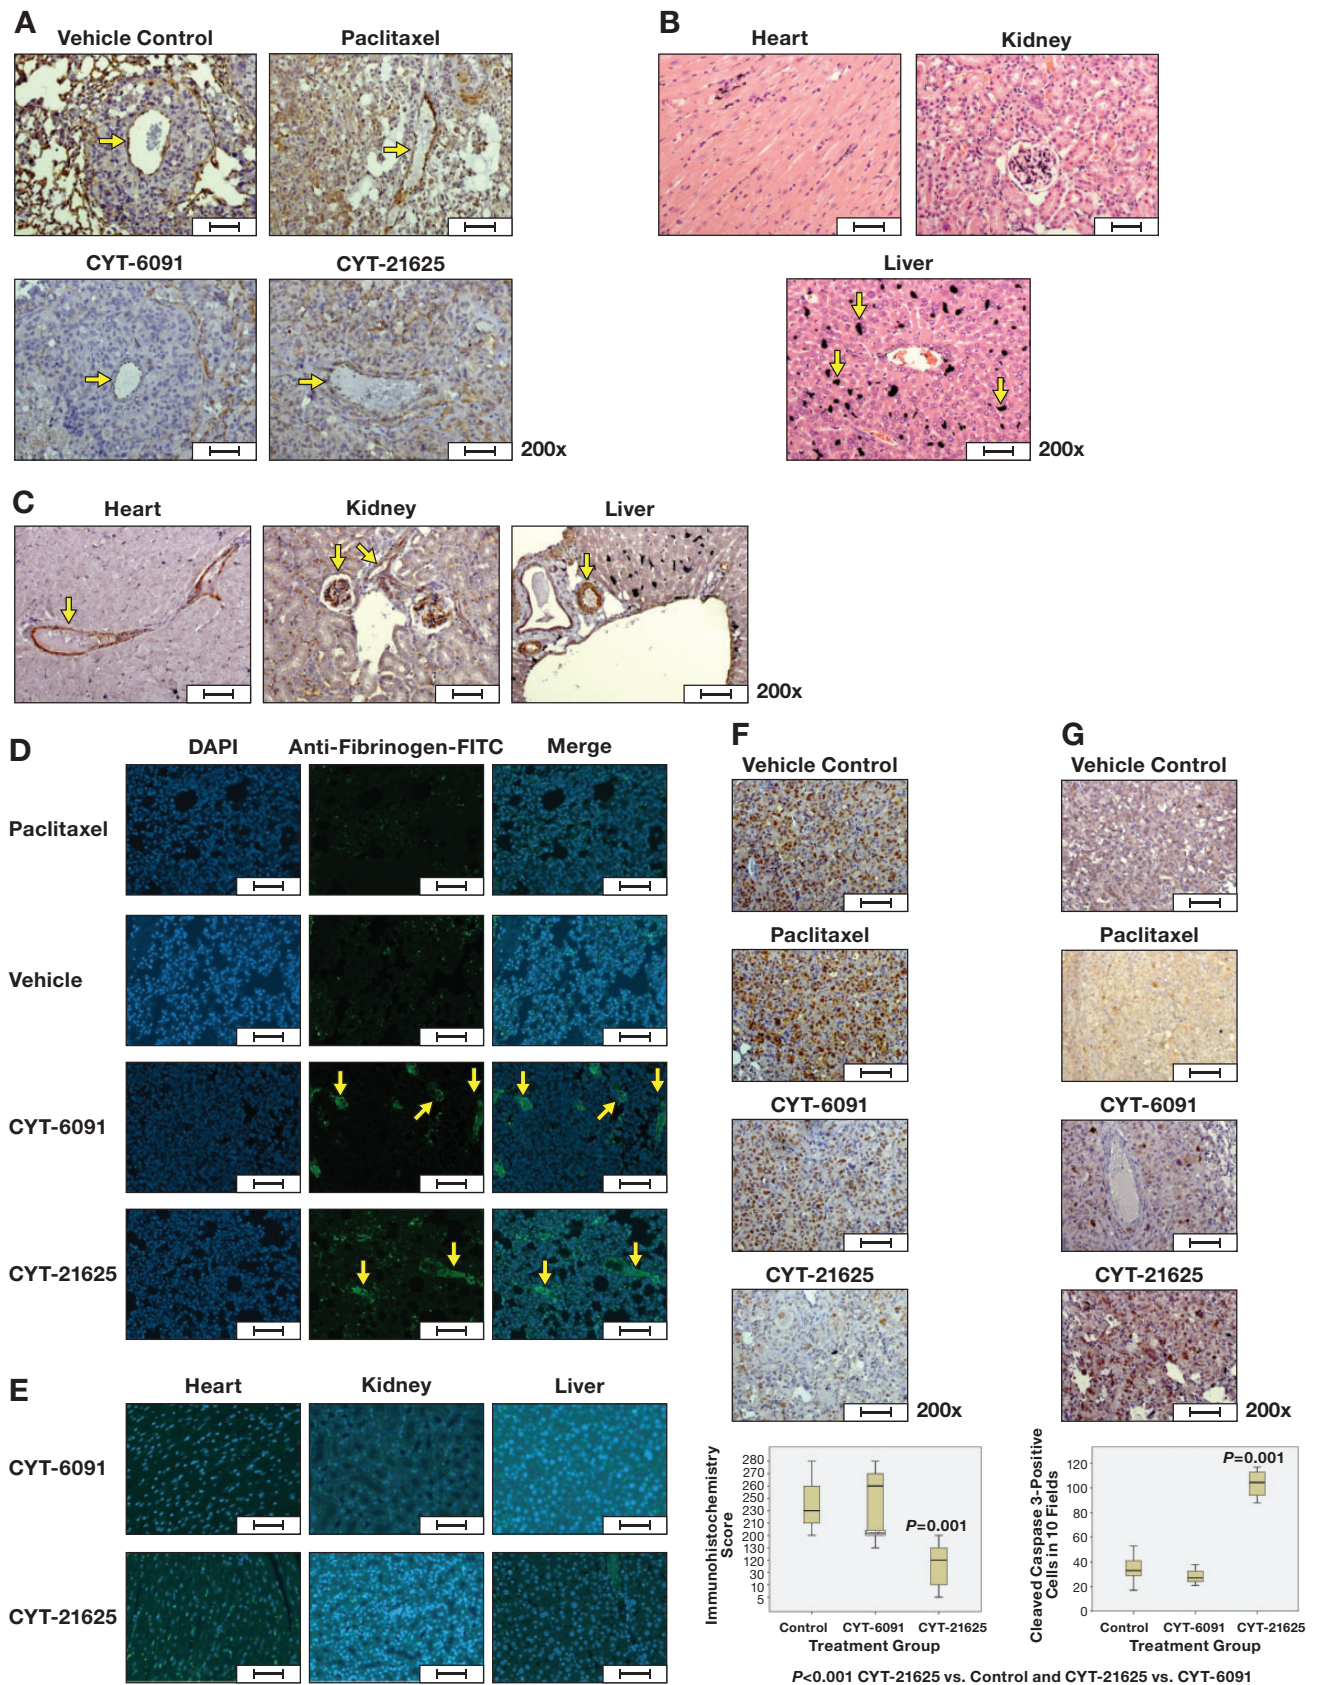 A
Vehicle Control
Paclitaxel
CYT-6091
CYT-21625
200x
B
Heart
Kidney
Liver
200x
C
Heart
Kidney
Liver
200x
D
DAPI
Anti-Fibrinogen-FITC
Merge
Paclitaxel
Vehicle
CYT-6091
CYT-21625
E
Heart
Kidney
Liver
CYT-6091
CYT-21625
F
Vehicle Control
Paclitaxel
CYT-6091
CYT-21625
200x
Immunohistochemistry
Score
280
270
260
250
230
210
200
130
120
30
10
5
P=0.001
Control
CYT-6091
CYT-21625
Treatment Group
G
Vehicle Control
Paclitaxel
CYT-6091
CYT-21625
200x
Cleaved Caspase 3-Positive
Cells in 10 Fields
120
100
80
60
40
20
0
P=0.001
Control
CYT-6091
CYT-21625
Treatment Group
P<0.001 CYT-21625 vs. Control and CYT-21625 vs. CYT-6091